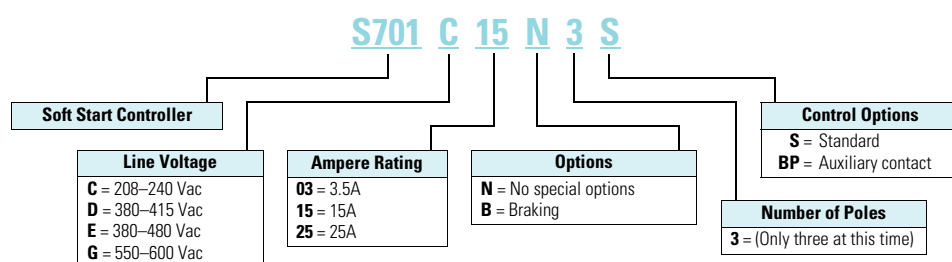 S701 C 15 N 3 S
Soft Start Controller
Line Voltage
C = 208–240 Vac
D = 380–415 Vac
E = 380–480 Vac
G = 550–600 Vac
Ampere Rating
03 = 3.5A
15 = 15A
25 = 25A
Options
N = No special options
B = Braking
Number of Poles
3 = (Only three at this time)
Control Options
S = Standard
BP = Auxiliary contact